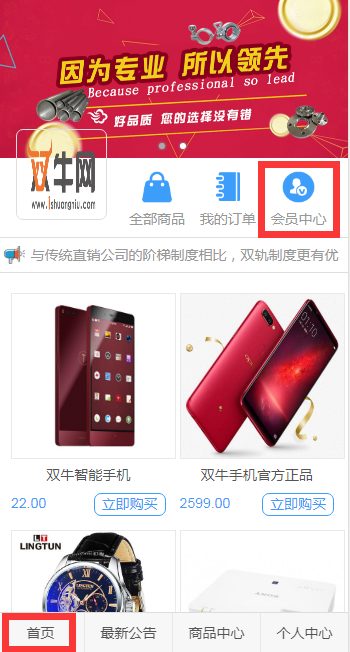 因为专业 所以领先
Because professional so lead
好品质 您的选择没有错
双牛网
www.lshuangniu.com
全部商品
我的订单
会员中心
与传统直销公司的阶梯制度相比，双轨制度更有优
双牛智能手机
双牛手机官方正品
22.00
立即购买
2599.00
立即购买
LT
LINGTUN
SONY
首页
最新公告
商品中心
个人中心